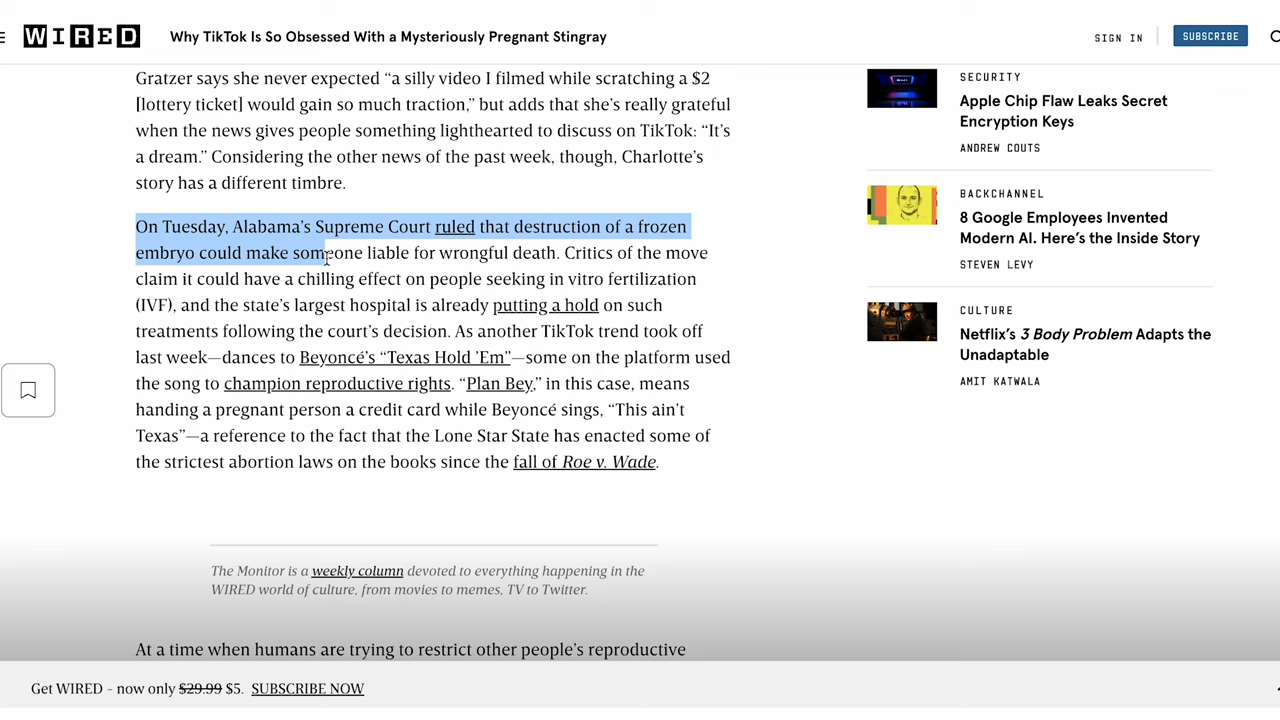 WIRED
Why TikTok Is So Obsessed With a Mysteriously Pregnant Stingray
SIGN IN
SUBSCRIBE
Gratzer says she never expected “a silly video I filmed while scratching a $2
[lottery ticket] would gain so much traction,” but adds that she’s really grateful
when the news gives people something lighthearted to discuss on TikTok: “It’s
a dream.” Considering the other news of the past week, though, Charlotte’s
story has a different timbre.
On Tuesday, Alabama’s Supreme Court ruled that destruction of a frozen
embryo could make someone liable for wrongful death. Critics of the move
claim it could have a chilling effect on people seeking in vitro fertilization
(IVF), and the state’s largest hospital is already putting a hold on such
treatments following the court’s decision. As another TikTok trend took off
last week—dances to Beyoncé’s “Texas Hold ’Em”—some on the platform used
the song to champion reproductive rights. “Plan Bey,” in this case, means
handing a pregnant person a credit card while Beyoncé sings, “This ain’t
Texas”—a reference to the fact that the Lone Star State has enacted some of
the strictest abortion laws on the books since the fall of Roe v. Wade.
The Monitor is a weekly column devoted to everything happening in the
WIRED world of culture, from movies to memes, TV to Twitter.
At a time when humans are trying to restrict other people’s reproductive
SECURITY
Apple Chip Flaw Leaks Secret
Encryption Keys
ANDREW COUTS
BACKCHANNEL
8 Google Employees Invented
Modern AI. Here’s the Inside Story
STEVEN LEVY
CULTURE
Netflix’s 3 Body Problem Adapts the
Unadaptable
AMIT KATWALA
Get WIRED – now only $29.99 $5. SUBSCRIBE NOW